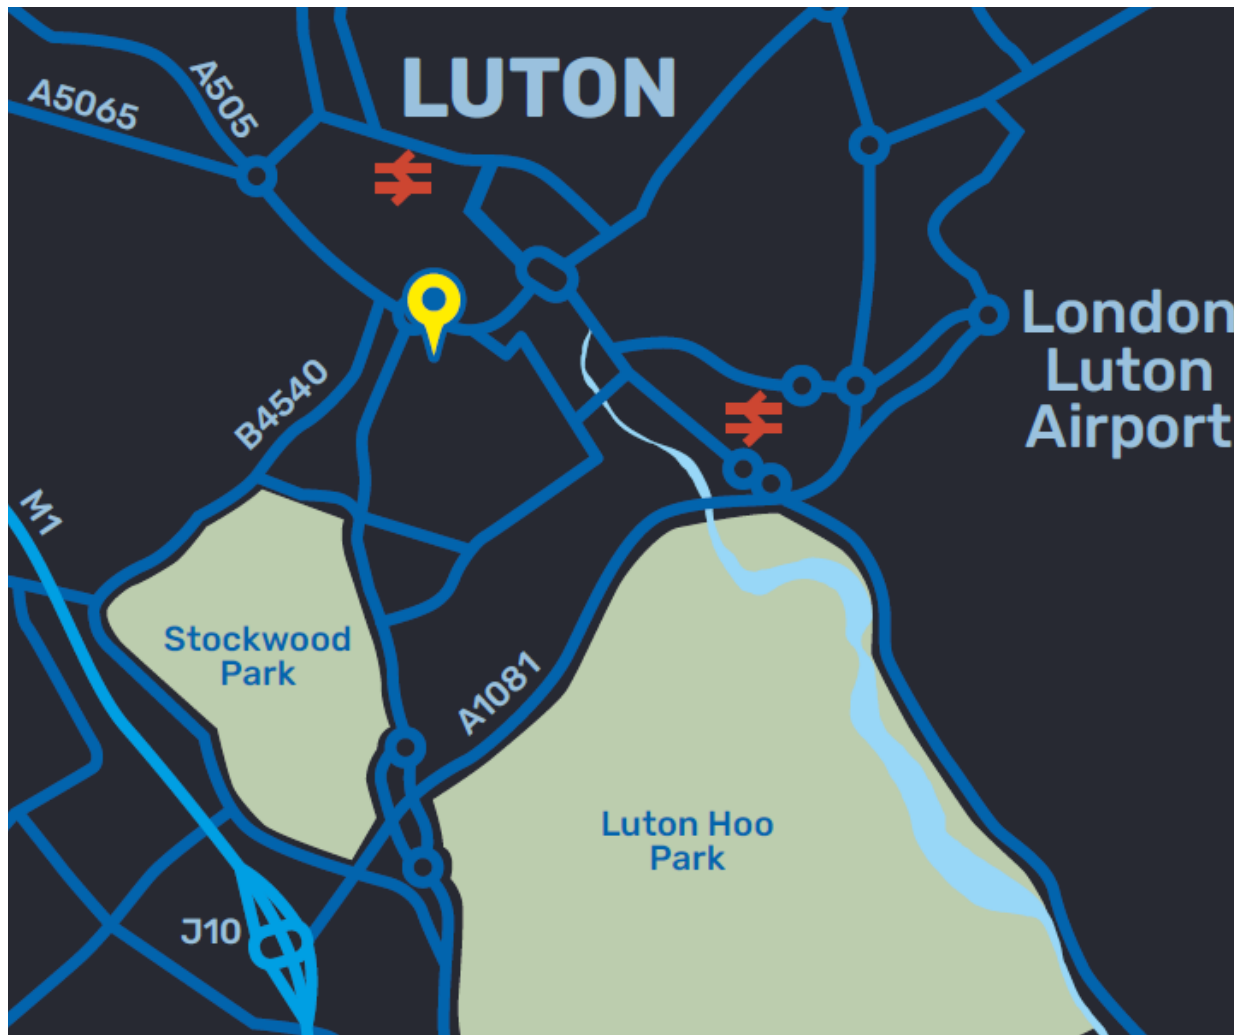 LUTON
A5065
A505
London
Luton
Airport
B4540
M1
Stockwood
Park
A1081
Luton Hoo
Park
J10